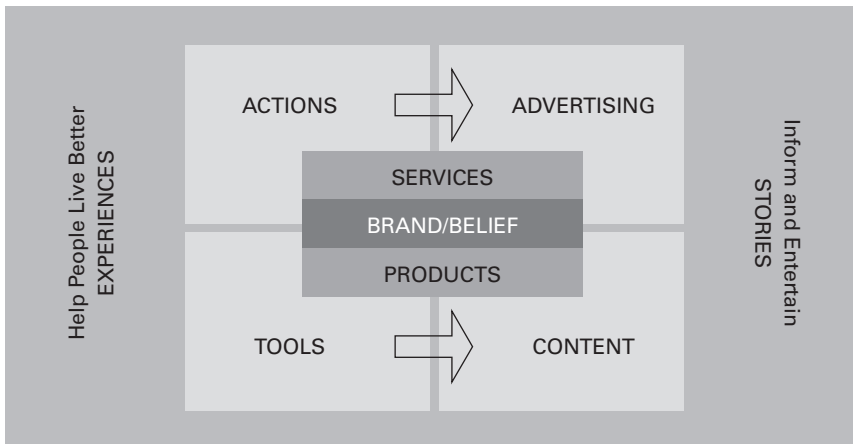 Help People Live Better
EXPERIENCES
ACTIONS
ADVERTISING
SERVICES
BRAND/BELIEF
PRODUCTS
TOOLS
CONTENT
Inform and Entertain
STORIES